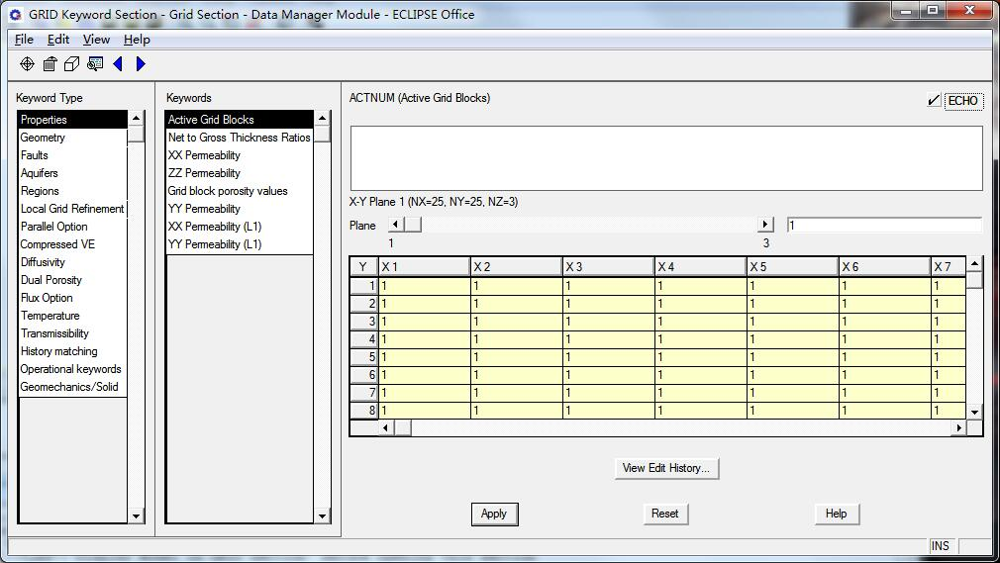 GRID Keyword Section - Grid Section - Data Manager Module - ECLIPSE Office
File Edit View Help
Keyword Type
Properties
Geometry
Faults
Aquifers
Regions
Local Grid Refinement
Parallel Option
Compressed VE
Diffusivity
Dual Porosity
Flux Option
Temperature
Transmissibility
History matching
Operational keywords
Geomechanics/Solid
Keywords
Active Grid Blocks
Net to Gross Thickness Ratios
XX Permeability
ZZ Permeability
Grid block porosity values
YY Permeability
XX Permeability (L1)
YY Permeability (L1)
ACTNUM (Active Grid Blocks)
ECHO
X-Y Plane 1 (NX=25, NY=25, NZ=3)
Plane 1
1 3
Y X 1 X 2 X 3 X 4 X 5 X 6 X 7
1 1 1 1 1 1 1 1
2 1 1 1 1 1 1 1
3 1 1 1 1 1 1 1
4 1 1 1 1 1 1 1
5 1 1 1 1 1 1 1
6 1 1 1 1 1 1 1
7 1 1 1 1 1 1 1
8 1 1 1 1 1 1 1
View Edit History...
Apply Reset Help
INS